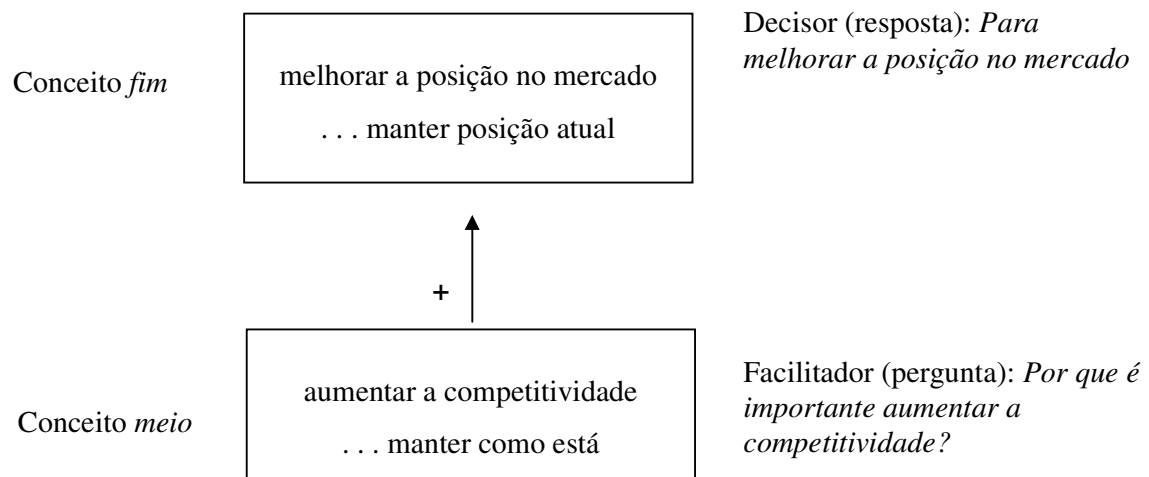 Decisor (resposta): Para
melhorar a posição no mercado
Conceito fim
melhorar a posição no mercado
. . . manter posição atual
+
Facilitador (pergunta): Por que é
importante aumentar a
competitividade?
Conceito meio
aumentar a competitividade
. . . manter como está